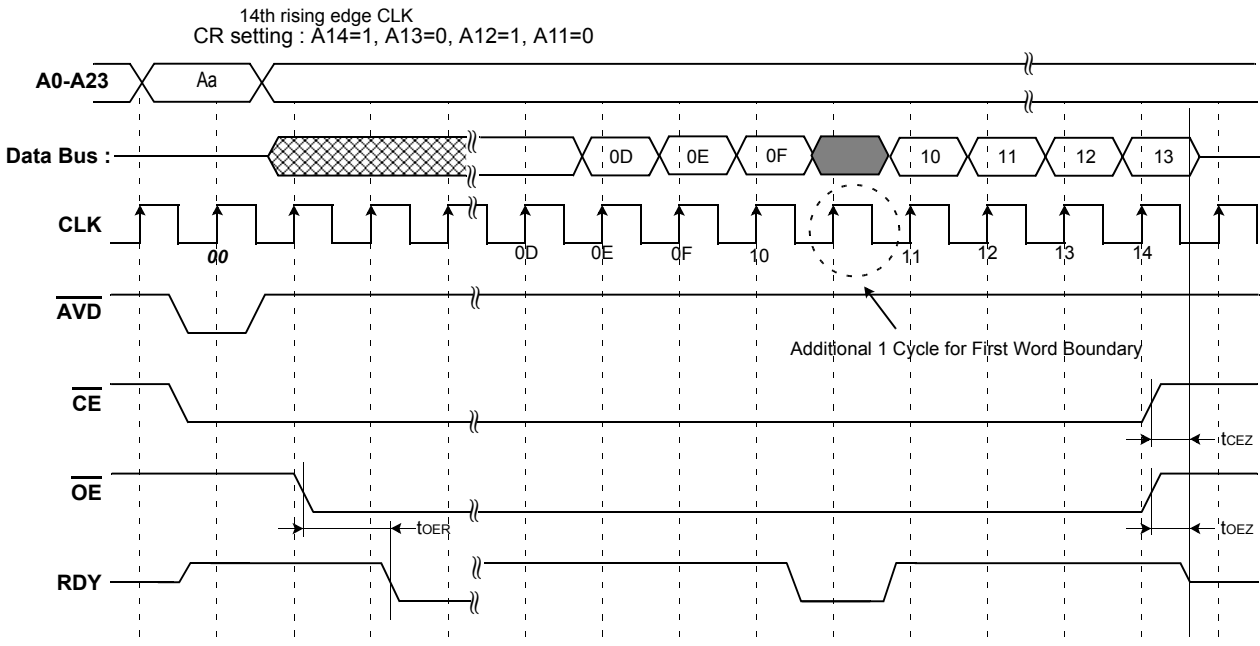 14th rising edge CLK
CR setting : A14=1, A13=0, A12=1, A11=0
A0-A23 Aa
Data Bus : 0D 0E 0F 10 11 12 13
CLK
00 0D 0E 0F 10 11 12 13 14
AVD
Additional 1 Cycle for First Word Boundary
CE
tCEZ
OE
tOER tOEZ
RDY